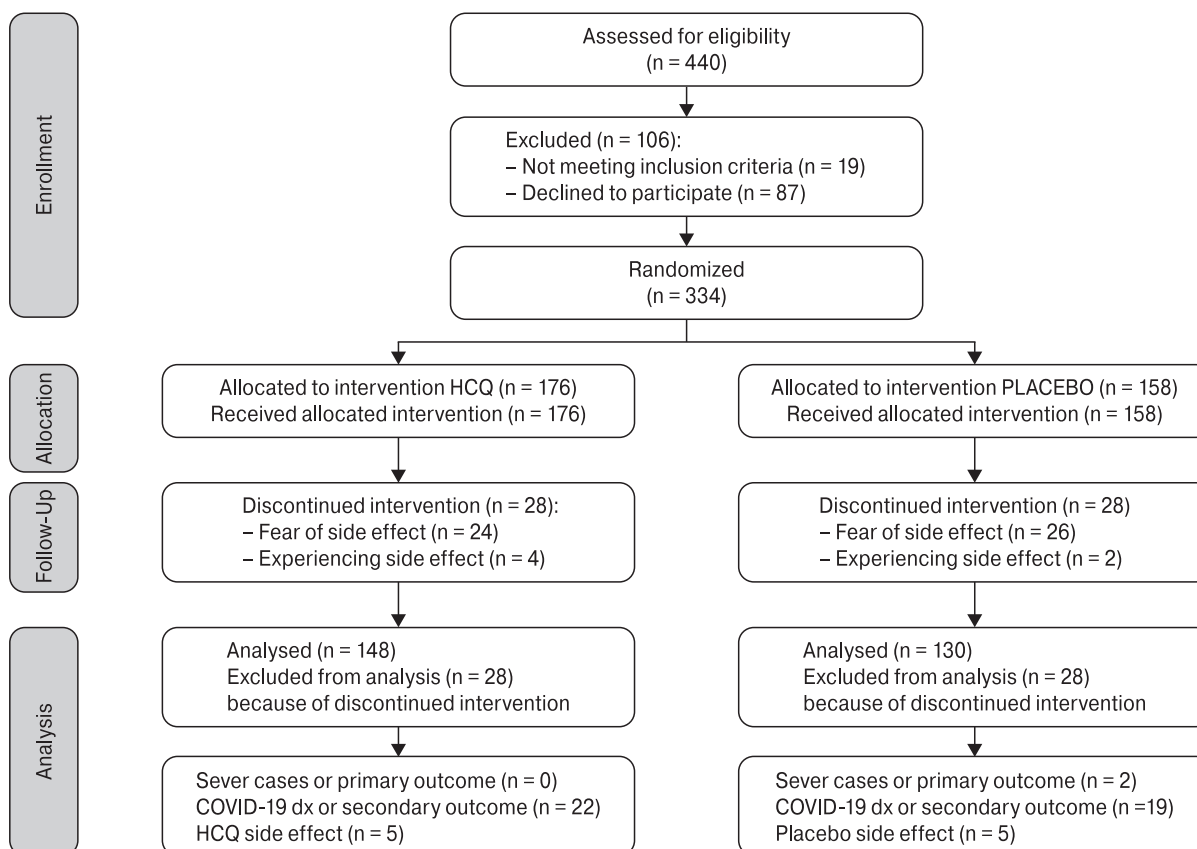 Enrollment
Assessed for eligibility
(n = 440)
Excluded (n = 106):
– Not meeting inclusion criteria (n = 19)
– Declined to participate (n = 87)
Randomized
(n = 334)
Allocation
Allocated to intervention HCQ (n = 176)
Received allocated intervention (n = 176)
Allocated to intervention PLACEBO (n = 158)
Received allocated intervention (n = 158)
Follow-Up
Discontinued intervention (n = 28):
– Fear of side effect (n = 24)
– Experiencing side effect (n = 4)
Discontinued intervention (n = 28)
– Fear of side effect (n = 26)
– Experiencing side effect (n = 2)
Analysis
Analysed (n = 148)
Excluded from analysis (n = 28)
because of discontinued intervention
Analysed (n = 130)
Excluded from analysis (n = 28)
because of discontinued intervention
Sever cases or primary outcome (n = 0)
COVID-19 dx or secondary outcome (n = 22)
HCQ side effect (n = 5)
Sever cases or primary outcome (n = 2)
COVID-19 dx or secondary outcome (n =19)
Placebo side effect (n = 5)